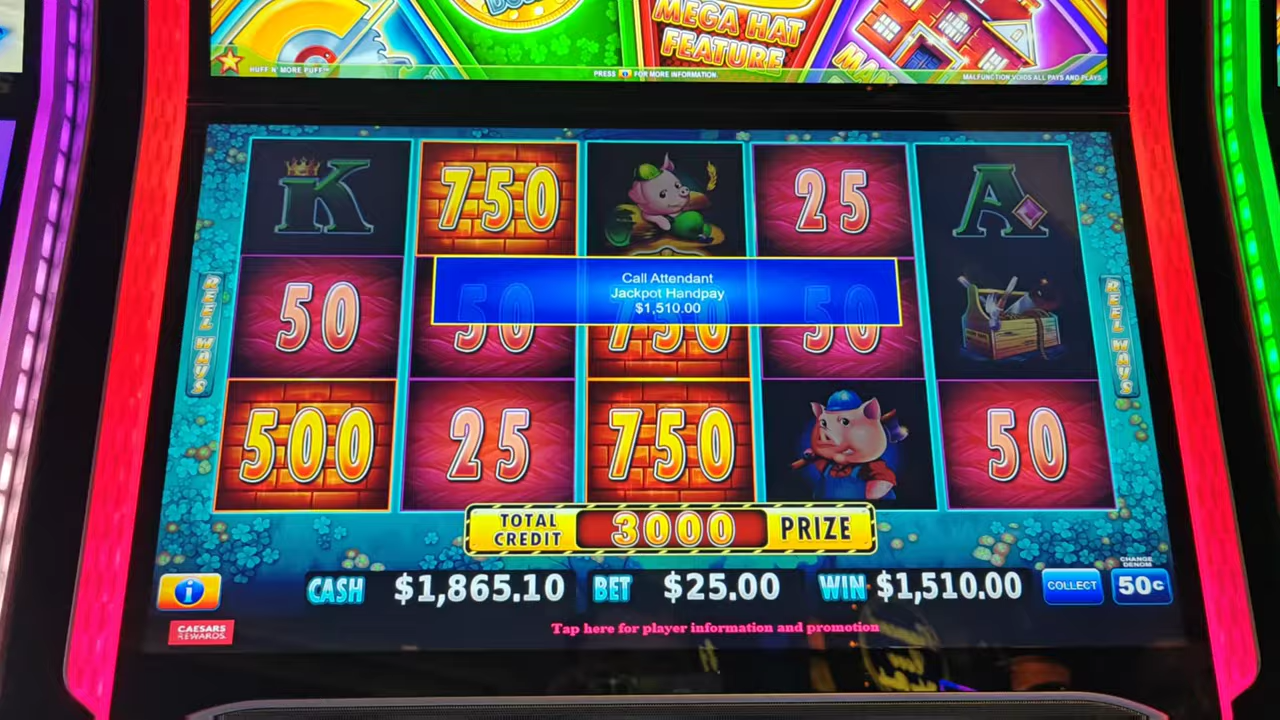 MEGA HAT
FEATURE
HUFF N' MORE PUFF™
PRESS i FOR MORE INFORMATION.
MALFUNCTION VOIDS ALL PAYS AND PLAYS
K 750 25 A
REEL WAYS
50 50 750 50
Call Attendant
Jackpot Handpay
$1,510.00
REEL WAYS
500 25 750 50
TOTAL CREDIT 3000 PRIZE
CASH $1,865.10 BET $25.00 WIN $1,510.00 COLLECT CHANGE DENOM 50¢
CAESARS REWARDS
Tap here for player information and promotion